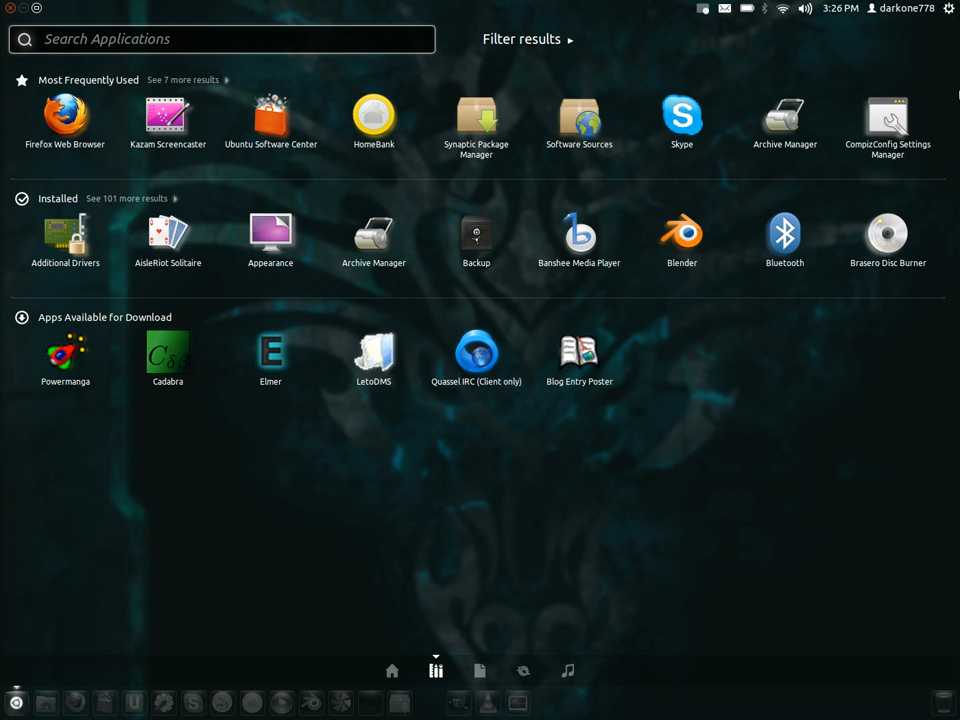 3:26 PM darkone778
Search Applications
Filter results
Most Frequently Used See 7 more results
Firefox Web Browser
Kazam Screencaster
Ubuntu Software Center
HomeBank
Synaptic Package
Manager
Software Sources
Skype
Archive Manager
CompizConfig Settings
Manager
Installed See 101 more results
Additional Drivers
AisleRiot Solitaire
Appearance
Archive Manager
Backup
Banshee Media Player
Blender
Bluetooth
Brasero Disc Burner
Apps Available for Download
Powermanga
Cadabra
Elmer
LetoDMS
Quassel IRC (Client only)
Blog Entry Poster